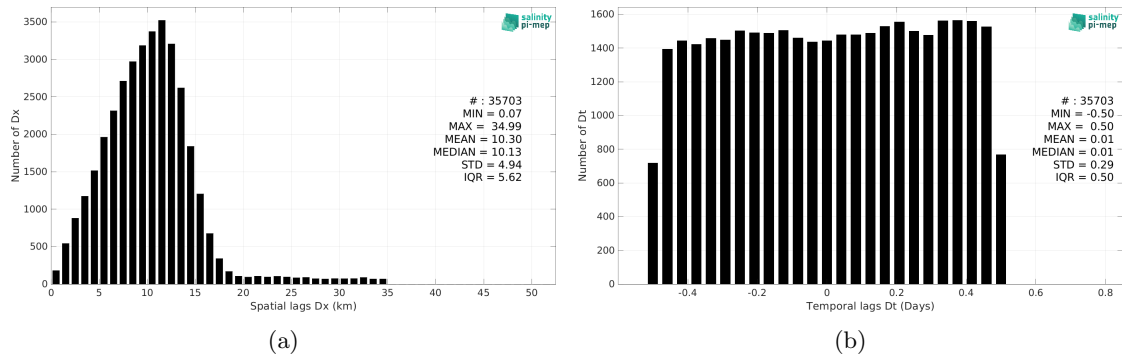 3500
3000
2500
2000
1500
1000
500
0
Number of Dx
0 5 10 15 20 25 30 35 40 45 50
Spatial lags Dx (km)
salinity
pi-mep
# : 35703
MIN = 0.07
MAX = 34.99
MEAN = 10.30
MEDIAN = 10.13
STD = 4.94
IQR = 5.62
(a)
1600
1400
1200
1000
800
600
400
200
0
Number of Dt
-0.4 -0.2 0 0.2 0.4 0.6 0.8
Temporal lags Dt (Days)
salinity
pi-mep
# : 35703
MIN = -0.50
MAX = 0.50
MEAN = 0.01
MEDIAN = 0.01
STD = 0.29
IQR = 0.50
(b)